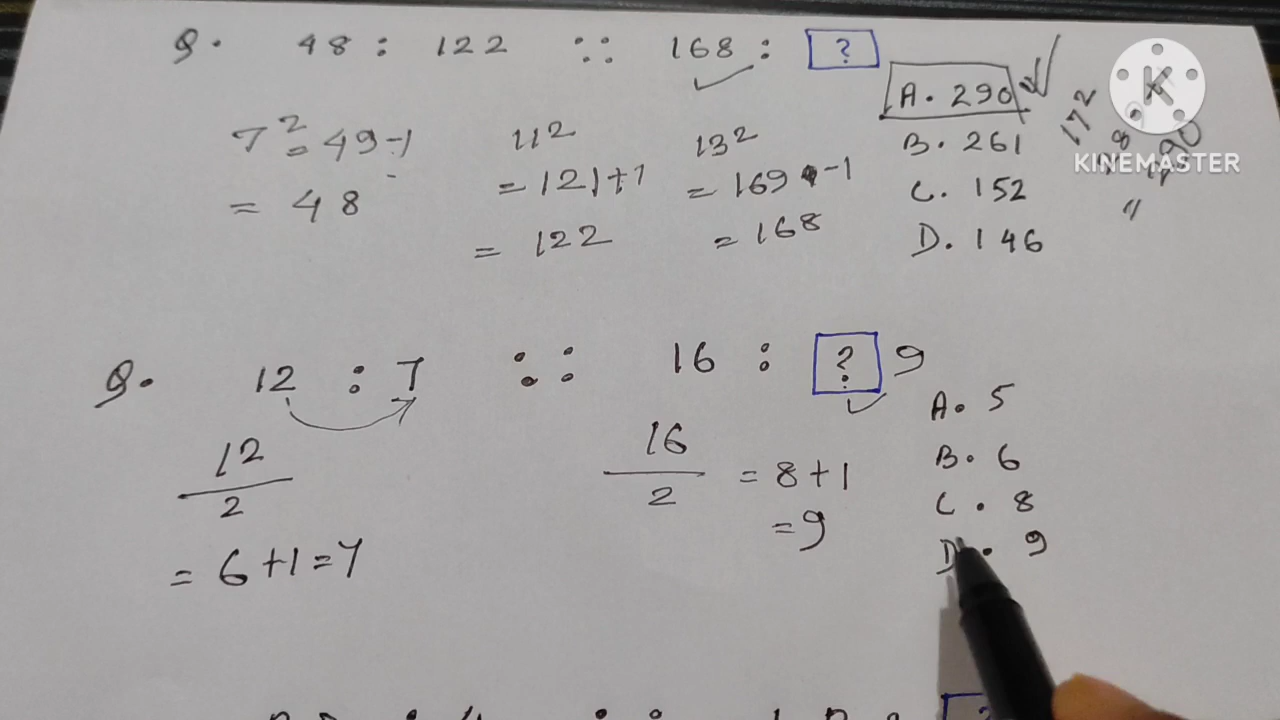 Q. 48 : 122 :: 168 : ?
A. 290
B. 261
C. 152
D. 146
7² = 49-1
= 48
11²
= 121+1
= 122
13²
= 169 -1
= 168
17²
= 290
KINEMASTER
Q. 12 : 7 :: 16 : ? 9
12
2
= 6+1=7
16
2
= 8+1
= 9
A. 5
B. 6
C. 8
D. 9